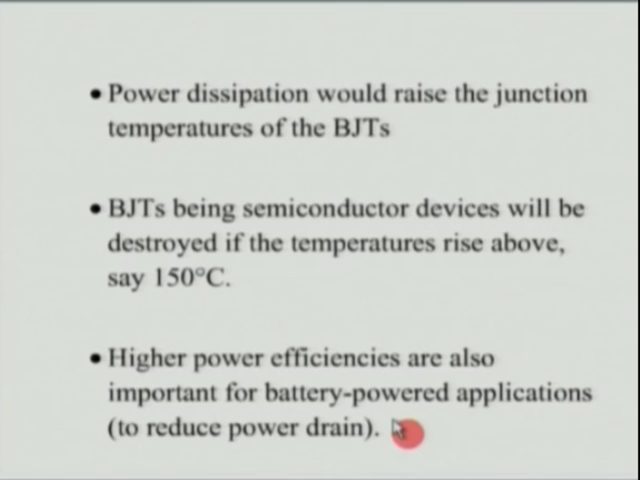 • Power dissipation would raise the junction
temperatures of the BJTs
• BJTs being semiconductor devices will be
destroyed if the temperatures rise above,
say 150°C.
• Higher power efficiencies are also
important for battery-powered applications
(to reduce power drain).